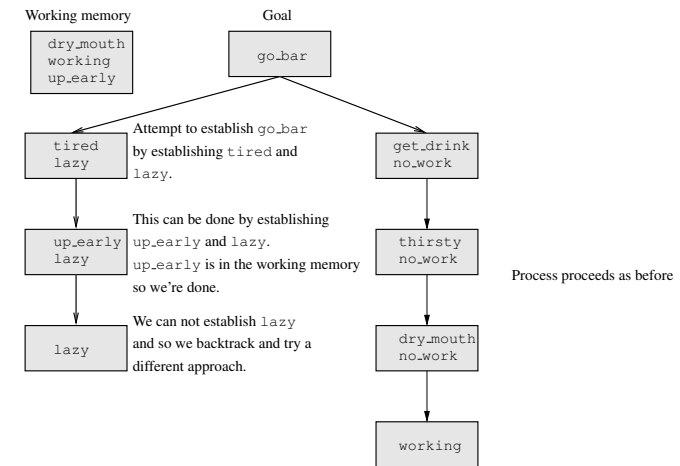 Working memory
Goal
dry_mouth
working
up_early
go_bar
tired
lazy
Attempt to establish go_bar
by establishing tired and
lazy.
get_drink
no_work
up_early
lazy
This can be done by establishing
up_early and lazy.
up_early is in the working memory
so we're done.
thirsty
no_work
Process proceeds as before
lazy
We can not establish lazy
and so we backtrack and try a
different approach.
dry_mouth
no_work
working